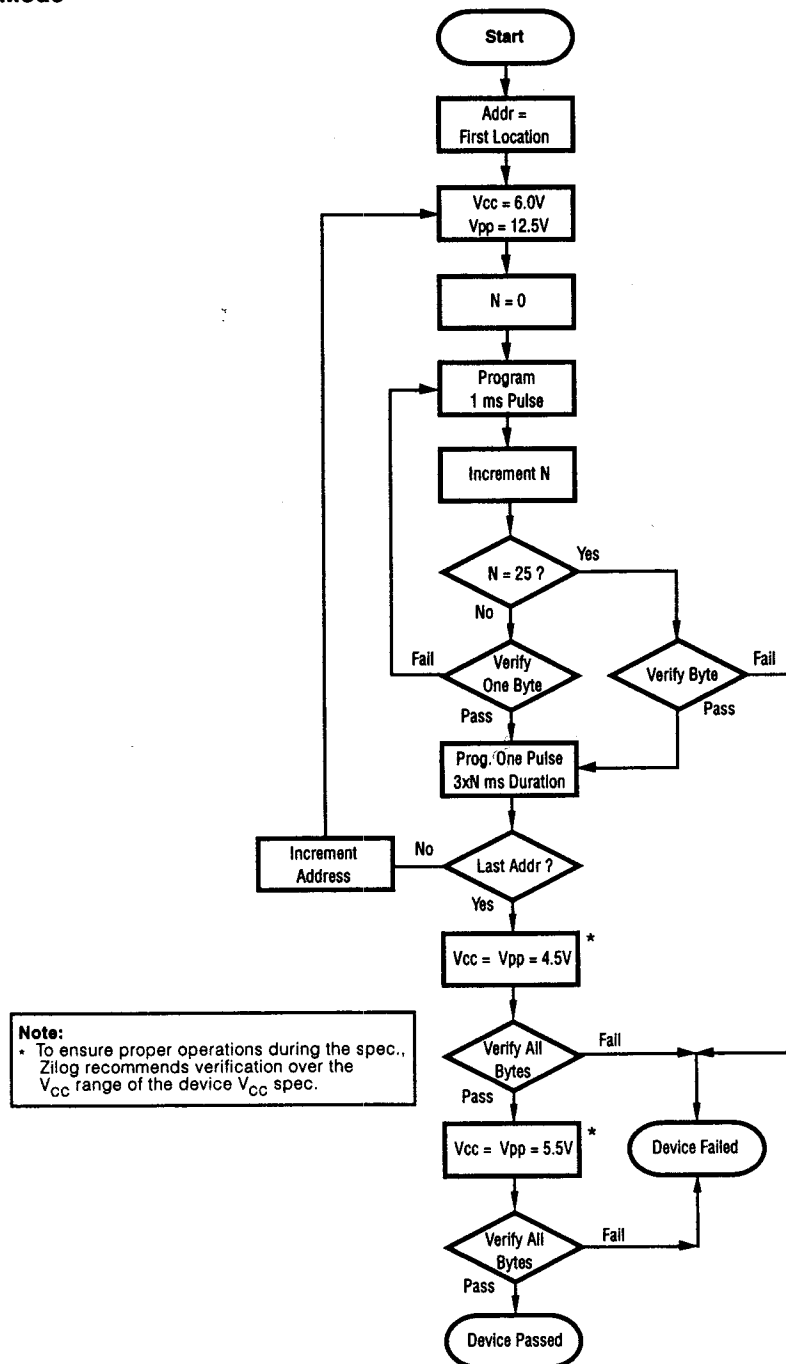 Start
Addr =
First Location
Vcc = 6.0V
Vpp = 12.5V
N = 0
Program
1 ms Pulse
Increment N
N = 25 ?
Yes
No
Fail
Verify
One Byte
Verify Byte
Fail
Pass
Pass
Prog. One Pulse
3xN ms Duration
Increment
Address
No
Last Addr ?
Yes
Vcc = Vpp = 4.5V
*
Note:
* To ensure proper operations during the spec.,
Zilog recommends verification over the
VCC range of the device VCC spec.
Verify All
Bytes
Fail
Pass
Vcc = Vpp = 5.5V
*
Device Failed
Verify All
Bytes
Fail
Pass
Device Passed